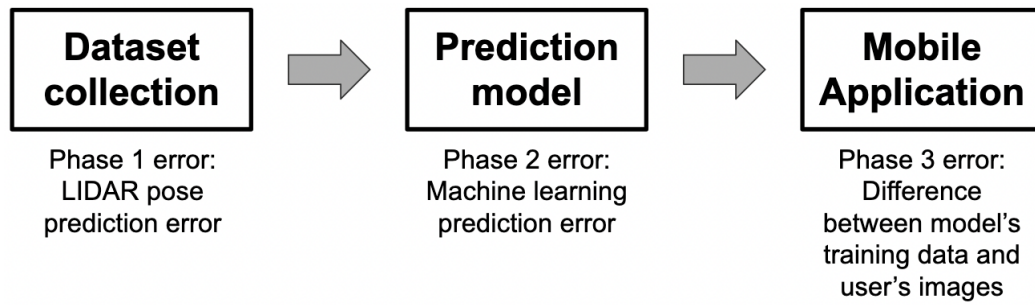 Dataset
collection
Prediction
model
Mobile
Application
Phase 1 error:
LIDAR pose
prediction error
Phase 2 error:
Machine learning
prediction error
Phase 3 error:
Difference
between model's
training data and
user's images